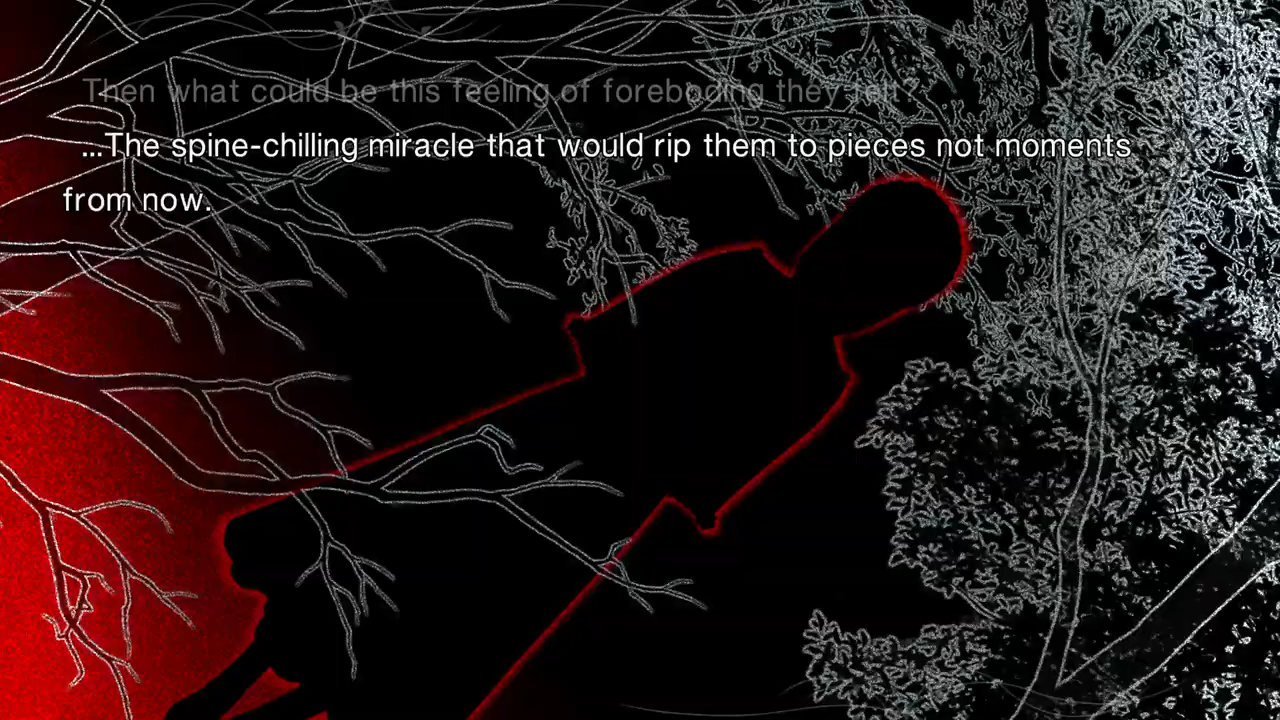 Then what could be this feeling of foreboding they felt?
...The spine-chilling miracle that would rip them to pieces not moments
from now.